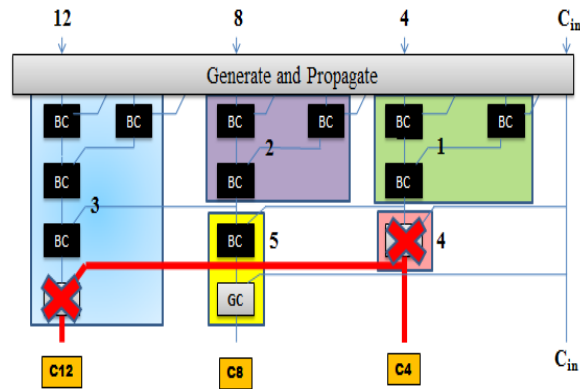 12 8 4 Cin
Generate and Propagate
BC BC BC BC BC BC
2 1
BC BC BC
3
BC BC 5 4
GC
C12 C8 C4 Cin